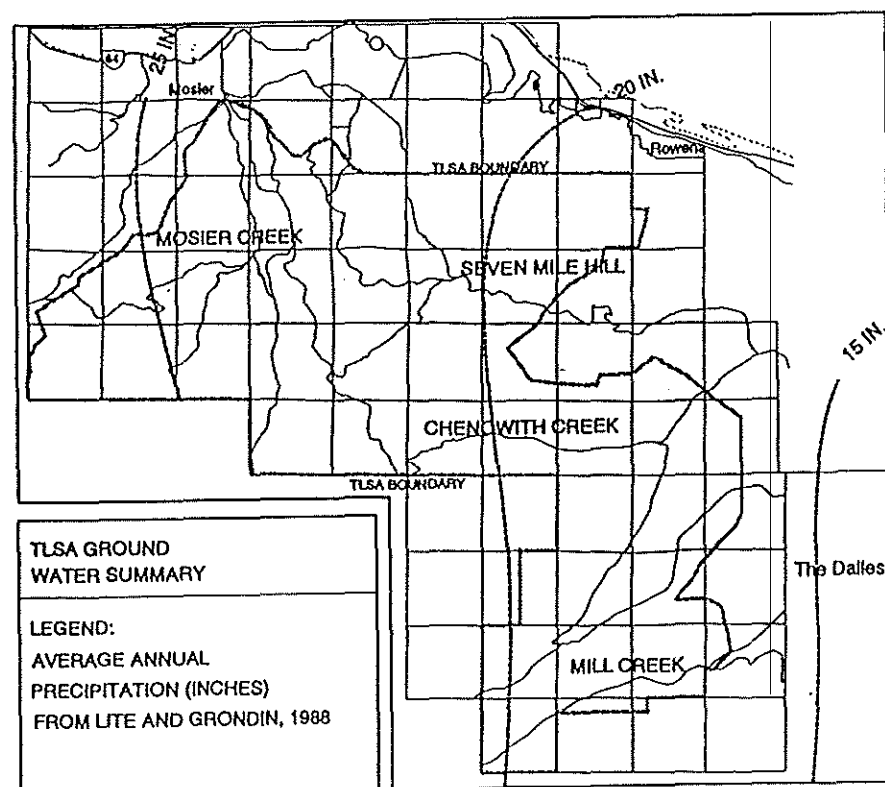 25 IN.
44
Mosier
20 IN.
Rowena
TLSA BOUNDARY
MOSIER CREEK
SEVEN MILE HILL
15 IN.
CHENOWITH CREEK
TLSA BOUNDARY
The Dalles
MILL CREEK
TLSA GROUND
WATER SUMMARY
LEGEND:
AVERAGE ANNUAL
PRECIPITATION (INCHES)
FROM LITE AND GRONDIN, 1988